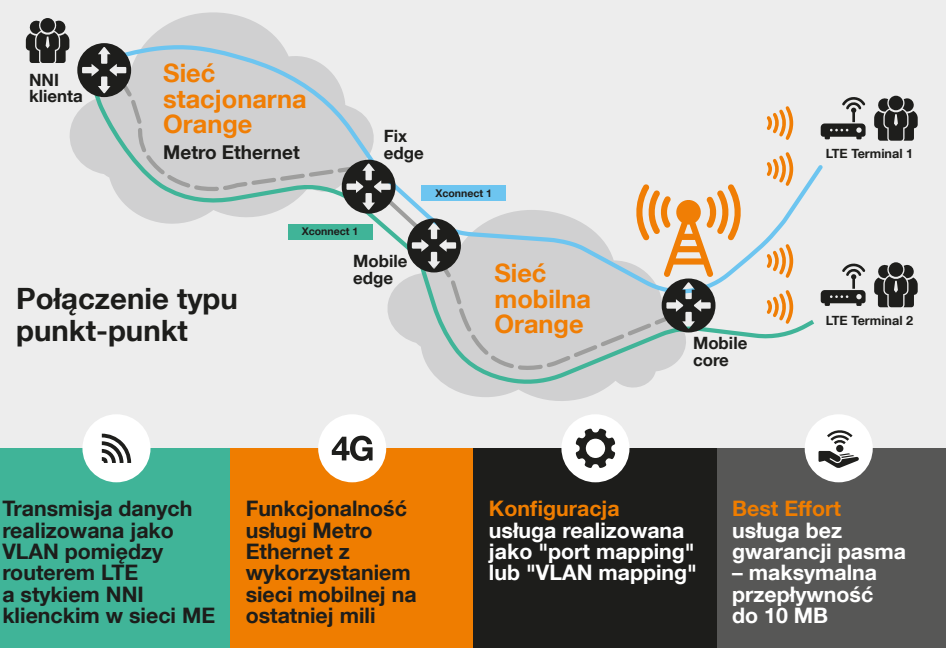 NNI
klienta
Sieć
stacjonarna
Orange
Metro Ethernet
Fix
edge
Xconnect 1
Xconnect 1
Mobile
edge
Sieć
mobilna
Orange
Mobile
core
LTE Terminal 1
LTE Terminal 2
Połączenie typu
punkt-punkt
Transmisja danych
realizowana jako
VLAN pomiędzy
routerem LTE
a stykiem NNI
klienckim w sieci ME
4G
Funkcjonalność
usługi Metro
Ethernet z
wykorzystaniem
sieci mobilnej na
ostatniej mili
Konfiguracja
usługa realizowana
jako "port mapping"
lub "VLAN mapping"
Best Effort
usługa bez
gwarancji pasma
– maksymalna
przepływność
do 10 MB